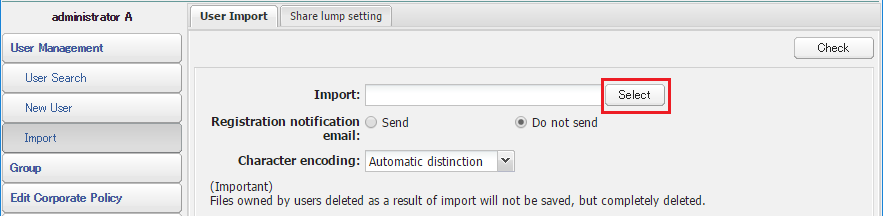 administrator A
User Management
User Search
New User
Import
Group
Edit Corporate Policy
User Import
Share lump setting
Check
Import:
Select
Registration notification
email:
Send
Do not send
Character encoding:
Automatic distinction
(Important)
Files owned by users deleted as a result of import will not be saved, but completely deleted.